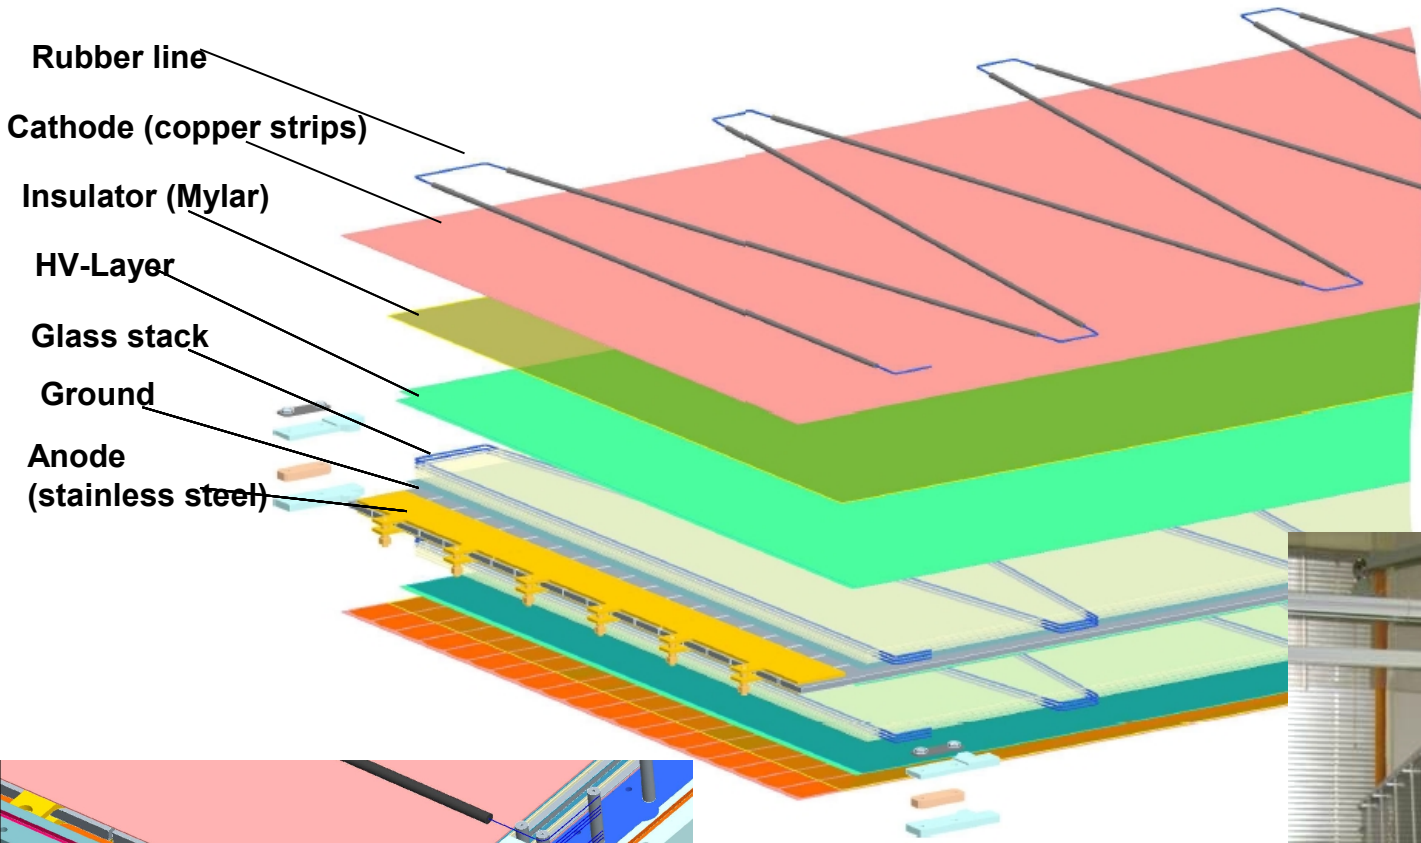 Rubber line
Cathode (copper strips)
Insulator (Mylar)
HV-Layer
Glass stack
Ground
Anode
(stainless steel)